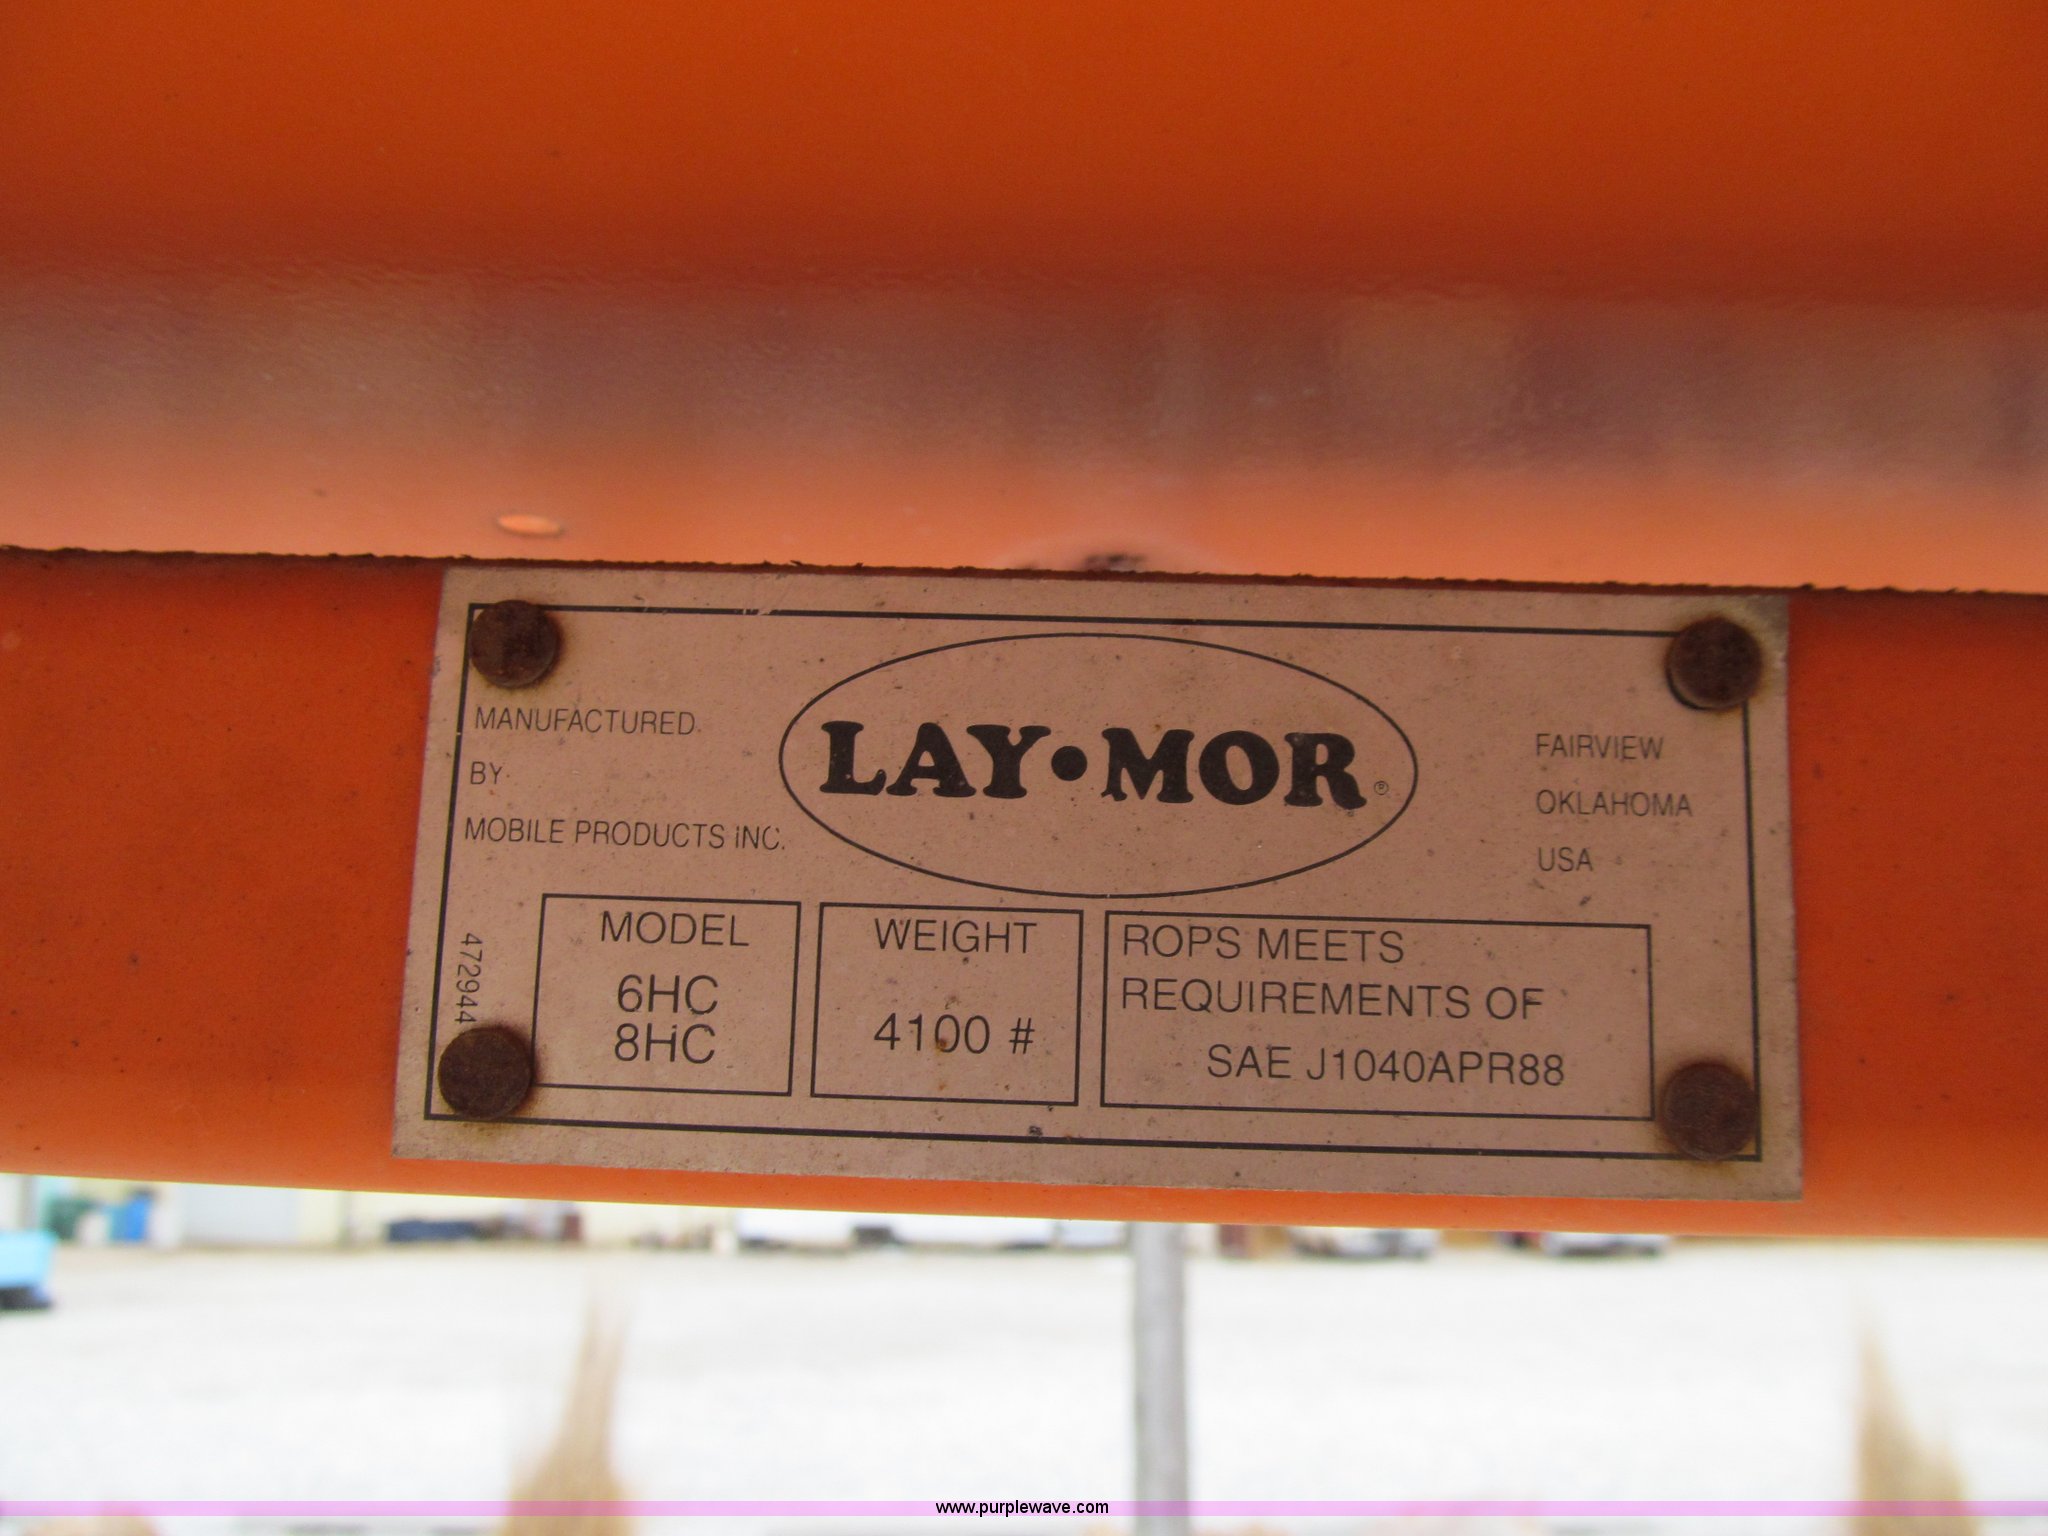 MANUFACTURED
BY
MOBILE PRODUCTS INC.
LAY•MOR®
FAIRVIEW
OKLAHOMA
USA
472944
MODEL
6HC
8HC
WEIGHT
4100 #
ROPS MEETS
REQUIREMENTS OF
SAE J1040APR88
www.purplewave.com